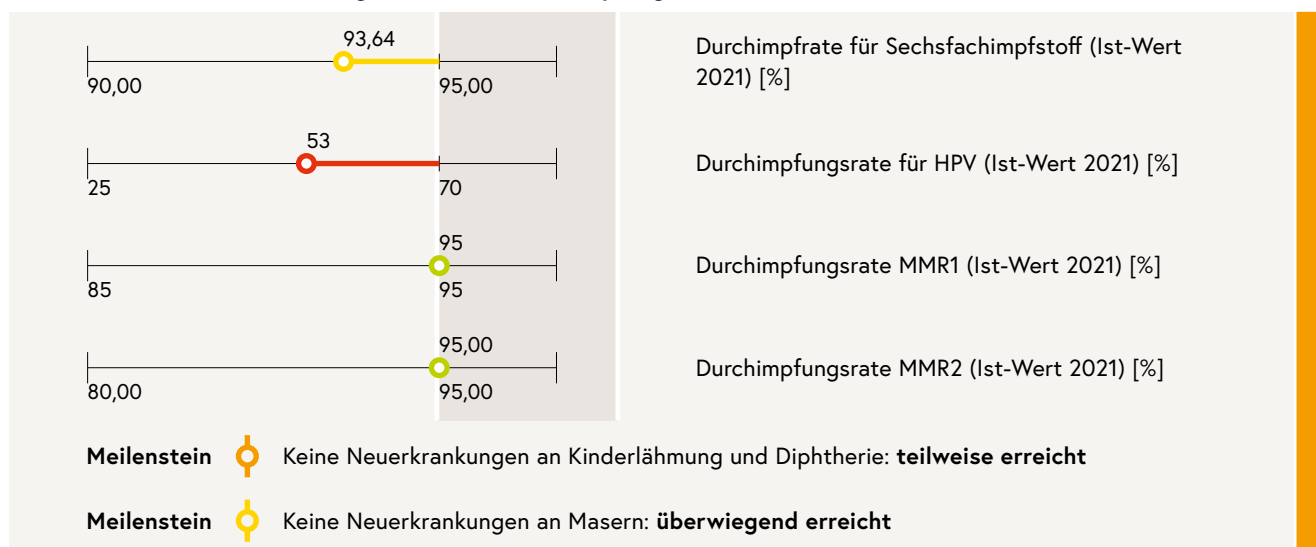 93,64
90,00 95,00
Durchimpfrate für Sechsfachimpfstoff (Ist-Wert
2021) [%]
53
25 70
Durchimpfungsrate für HPV (Ist-Wert 2021) [%]
95
85 95
Durchimpfungsrate MMR1 (Ist-Wert 2021) [%]
95,00
80,00 95,00
Durchimpfungsrate MMR2 (Ist-Wert 2021) [%]
Meilenstein Keine Neuerkrankungen an Kinderlähmung und Diphtherie: teilweise erreicht
Meilenstein Keine Neuerkrankungen an Masern: überwiegend erreicht